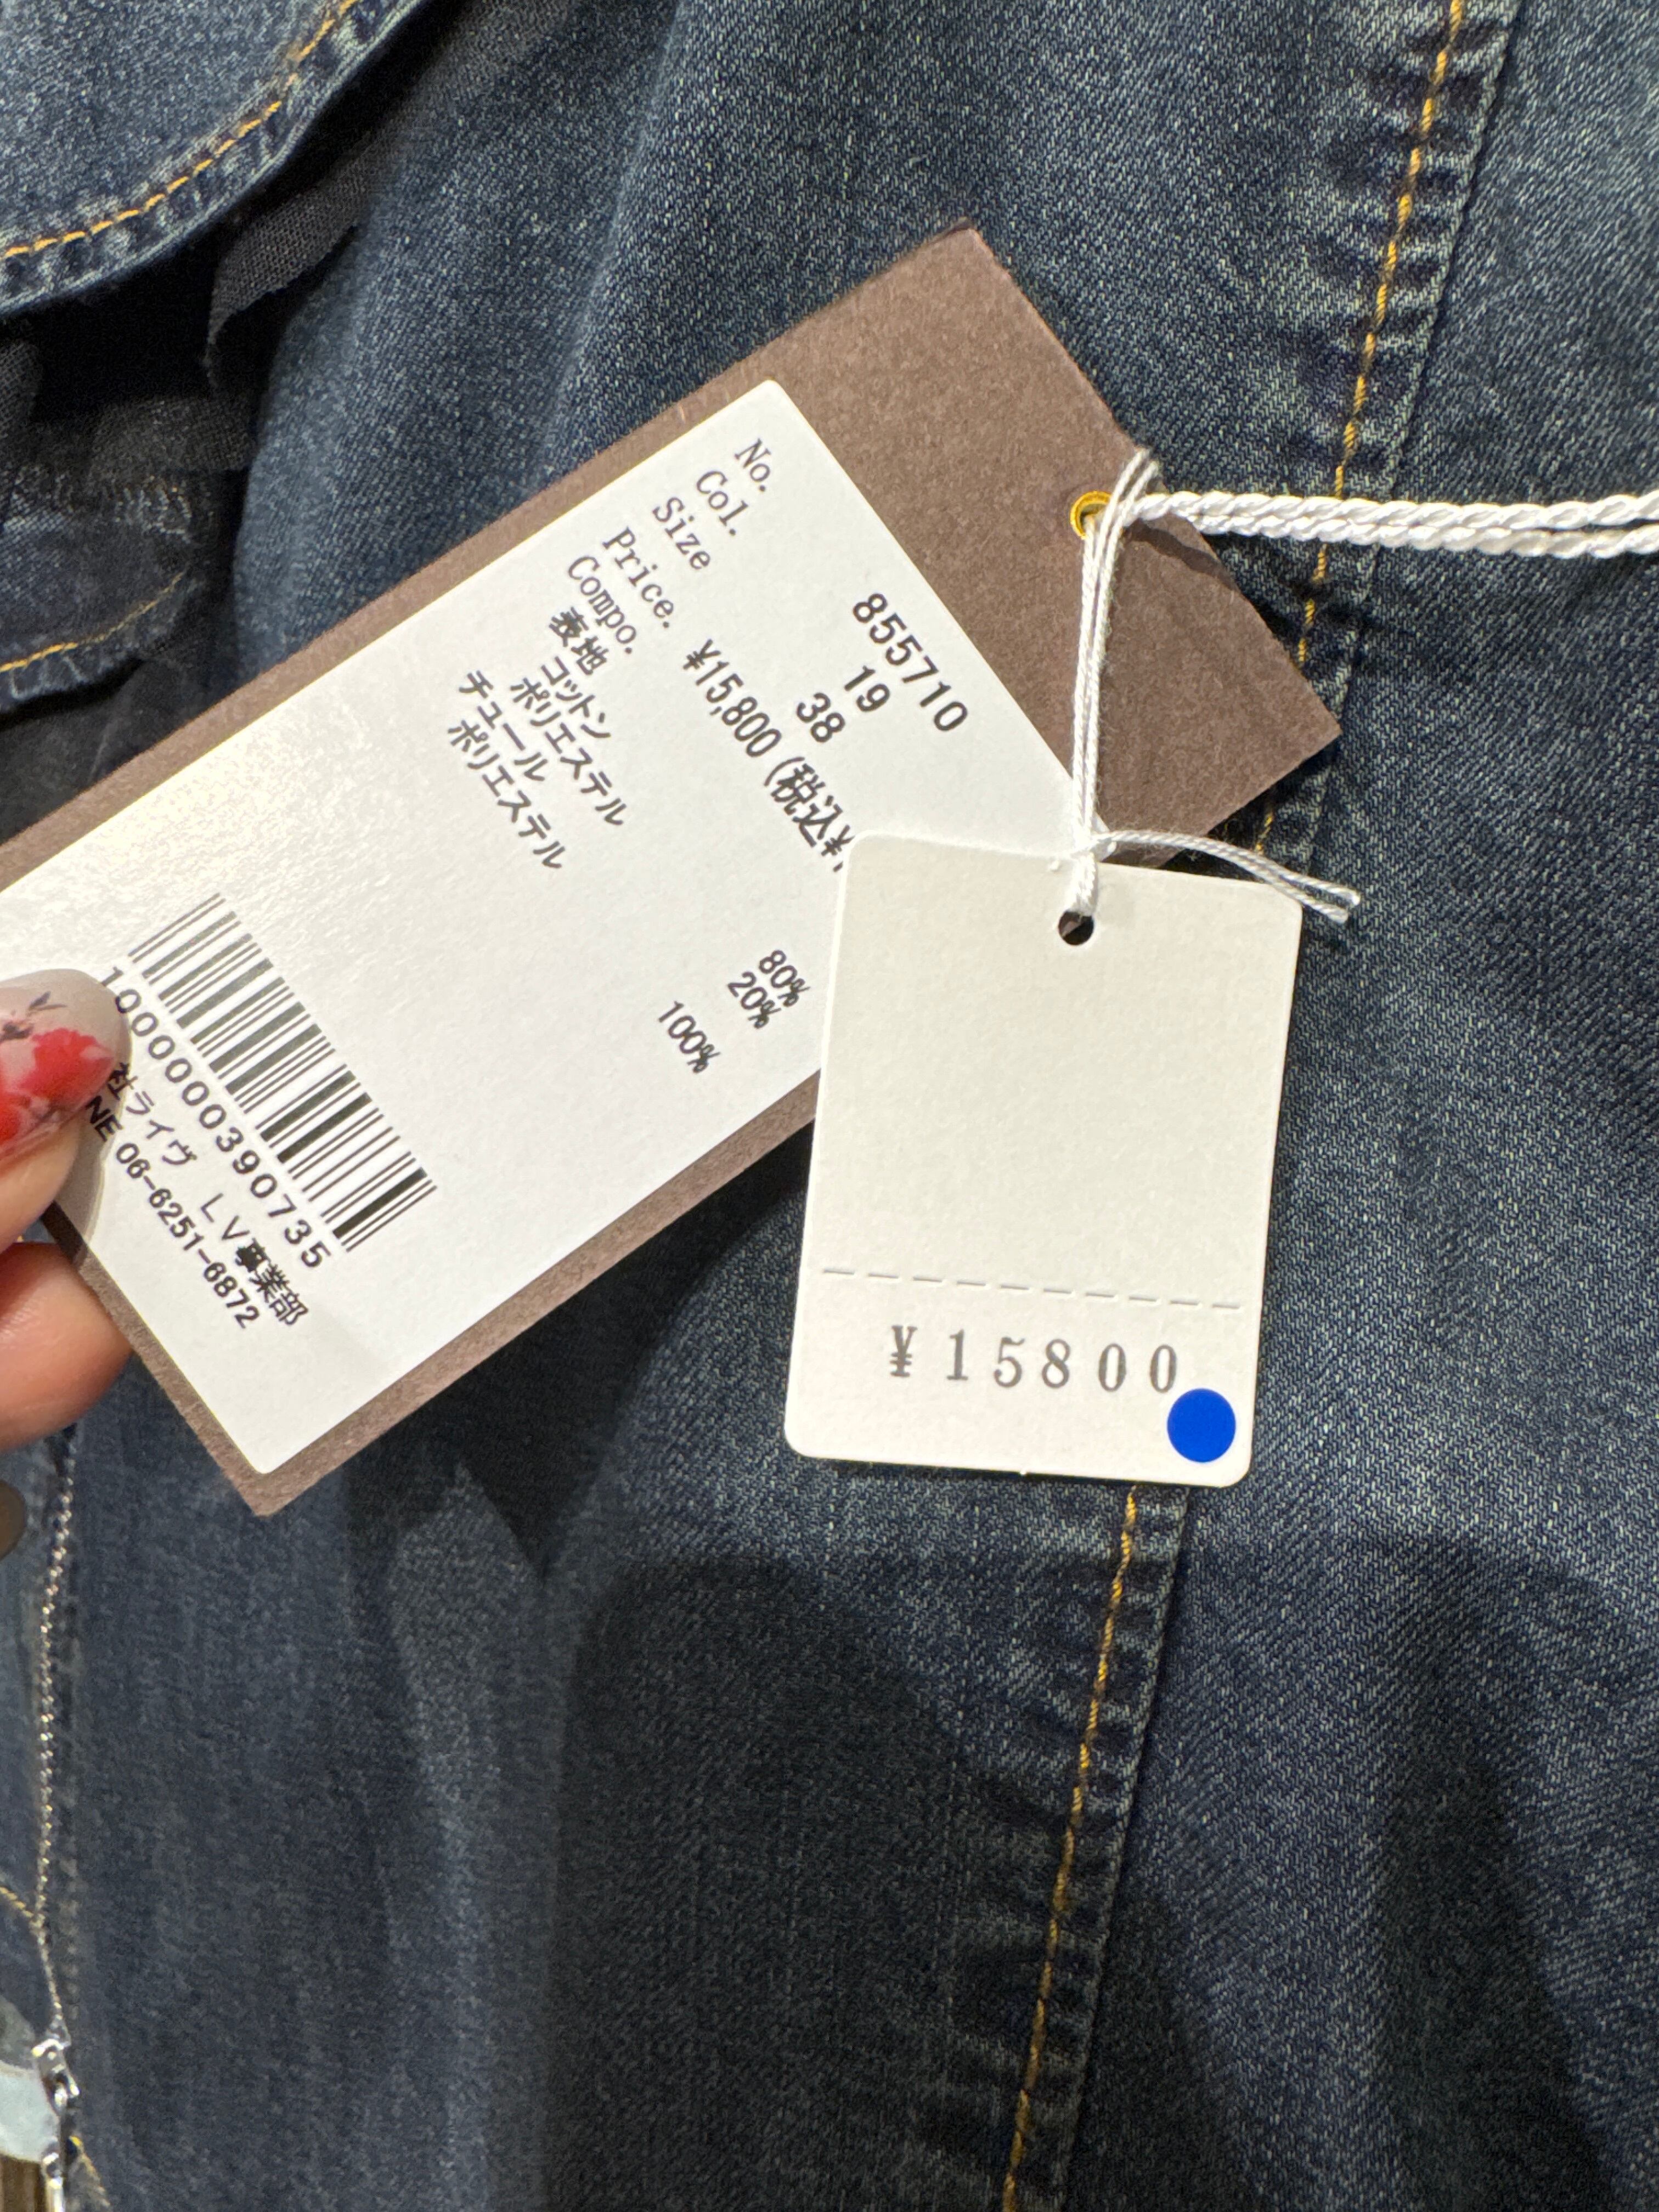 No. 855710
Col. 19
Size 38
Price. ¥15,800 (税込¥
Compo.
表地
コットン 80%
ポリエステル 20%
チュール
ポリエステル 100%
1000000390735
社ライヴ LV事業部
NE 06-6251-6872
¥15800